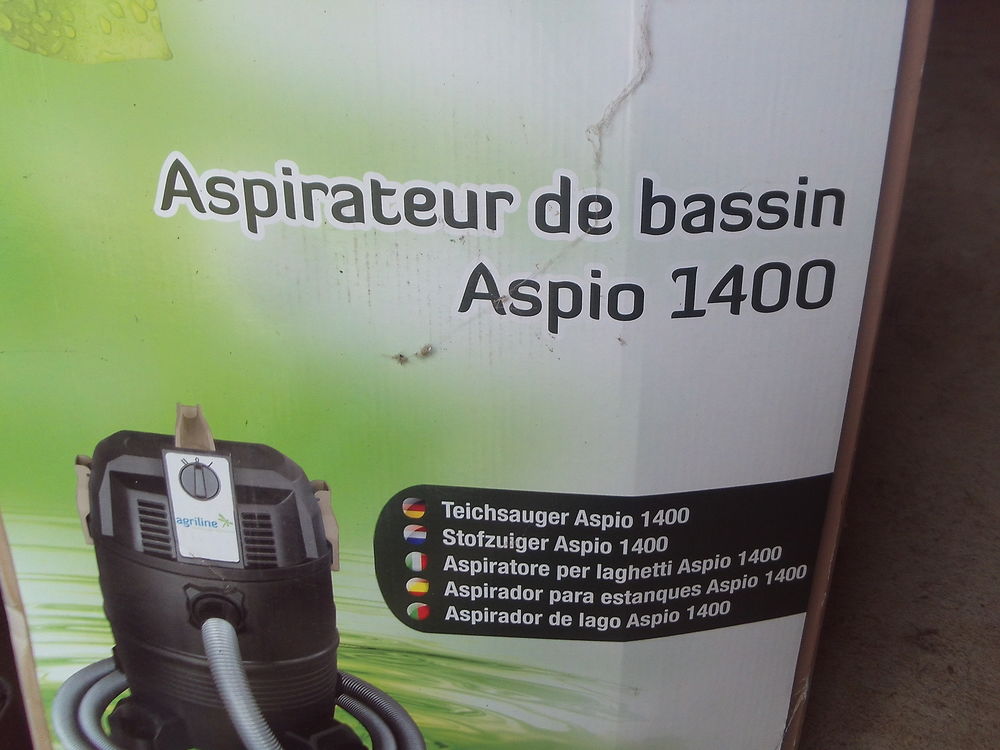 Aspirateur de bassin
Aspio 1400
agriline
Teichsauger Aspio 1400
Stofzuiger Aspio 1400
Aspiratore per laghetti Aspio 1400
Aspirador para estanques Aspio 1400
Aspirador de lago Aspio 1400